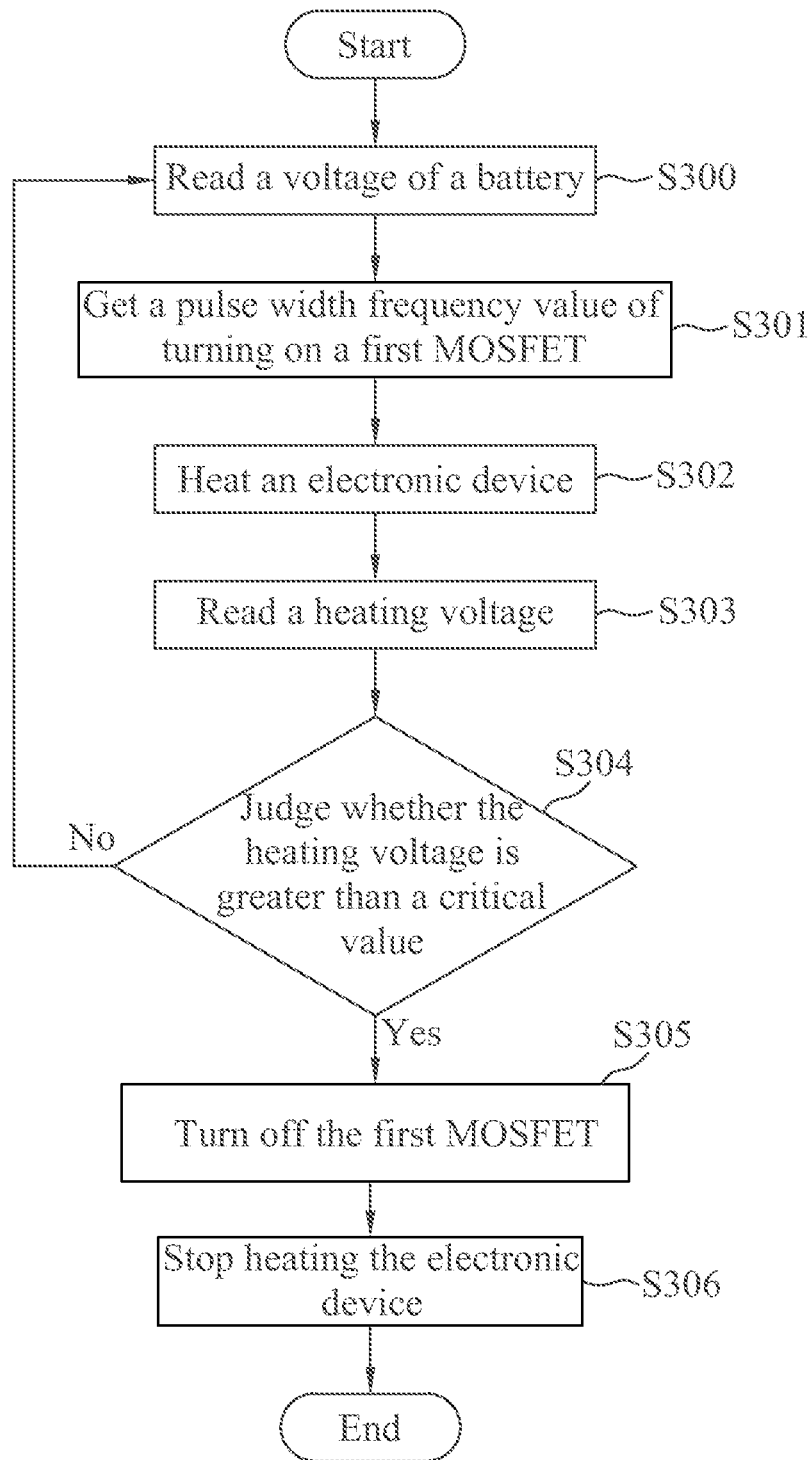 Start
Read a voltage of a battery
S300
Get a pulse width frequency value of
turning on a first MOSFET
S301
Heat an electronic device
S302
Read a heating voltage
S303
S304
Judge whether the
heating voltage is
greater than a critical
value
No
Yes
S305
Turn off the first MOSFET
Stop heating the electronic
device
S306
End